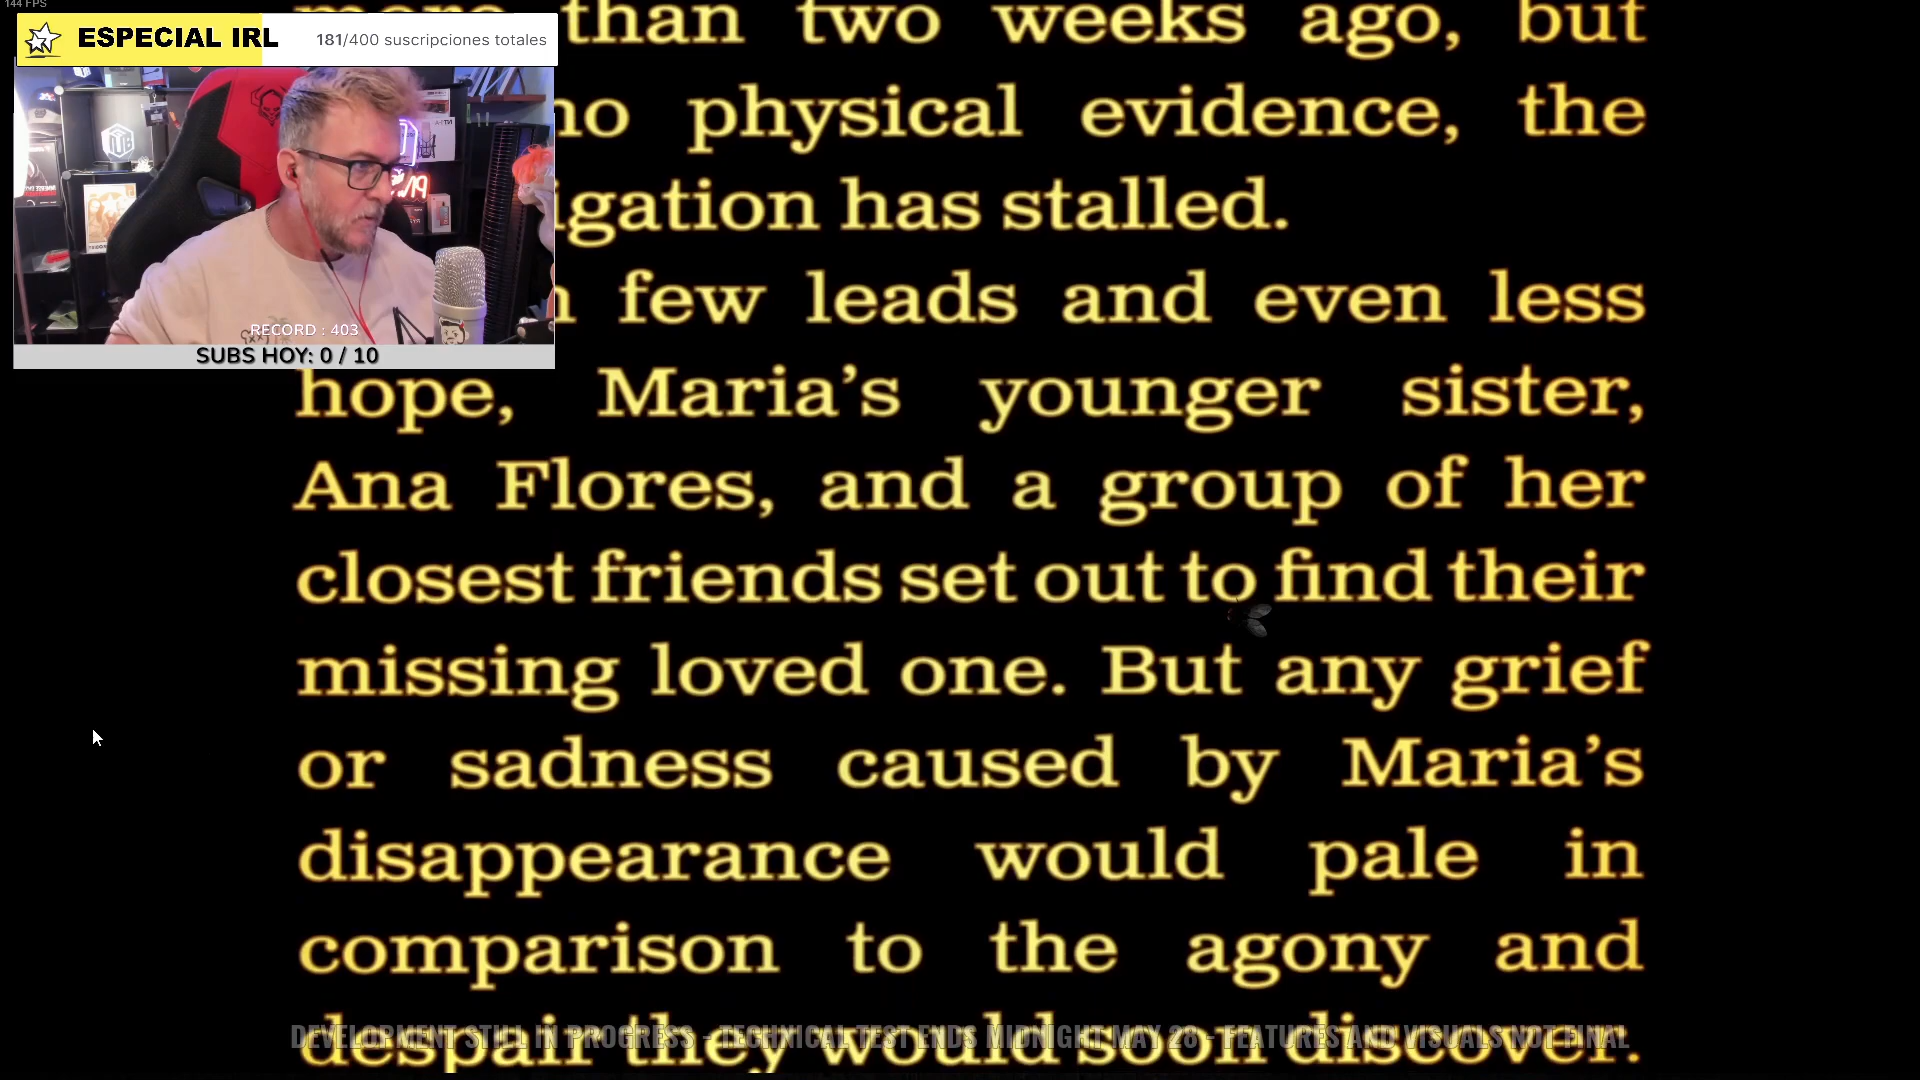 144 FPS
ESPECIAL IRL 181/400 suscripciones totales
more than two weeks ago, but
no physical evidence, the
igation has stalled.
few leads and even less
RECORD : 403
SUBS HOY: 0 / 10
hope, Maria’s younger sister,
Ana Flores, and a group of her
closest friends set out to find their
missing loved one. But any grief
or sadness caused by Maria’s
disappearance would pale in
comparison to the agony and
despair they would soon discover.
DEVELOPMENT STILL IN PROGRESS - TECHNICAL TEST ENDS MIDNIGHT MAY 28 - FEATURES AND VISUALS NOT FINAL